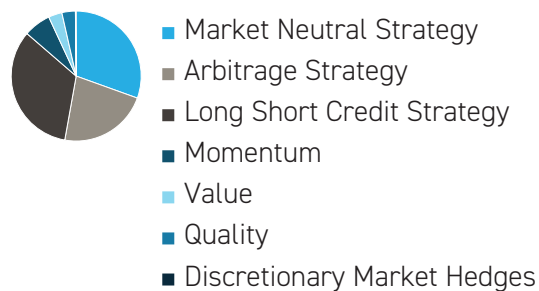 Market Neutral Strategy
Arbitrage Strategy
Long Short Credit Strategy
Momentum
Value
Quality
Discretionary Market Hedges